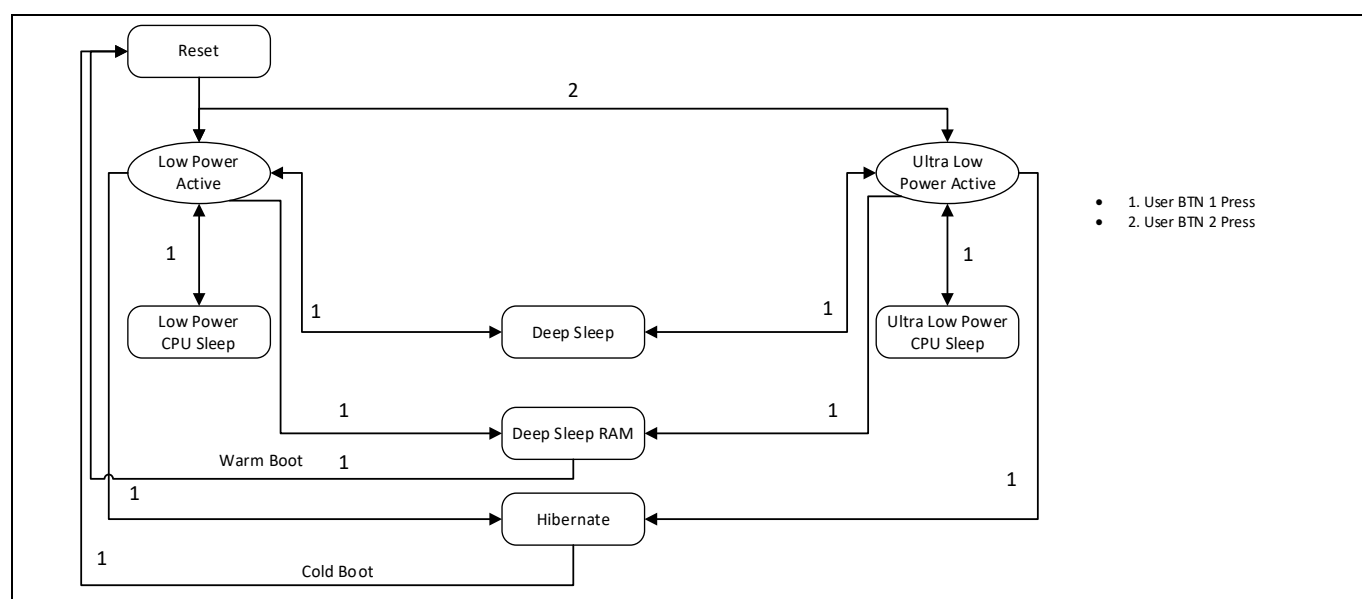 Reset
2
Low Power
Active
Ultra Low
Power Active
• 1. User BTN 1 Press
• 2. User BTN 2 Press
1
1
Low Power
CPU Sleep
1
Deep Sleep
1
Ultra Low Power
CPU Sleep
1
Deep Sleep RAM
1
Warm Boot
1
1
Hibernate
1
1
Cold Boot